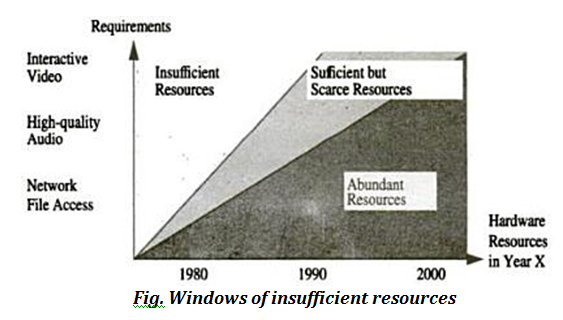 Requirements
Interactive
Video
Insufficient
Resources
Sufficient but
Scarce Resources
High-quality
Audio
Network
File Access
Abundant
Resources
Hardware
Resources
in Year X
1980 1990 2000
Fig. Windows of insufficient resources